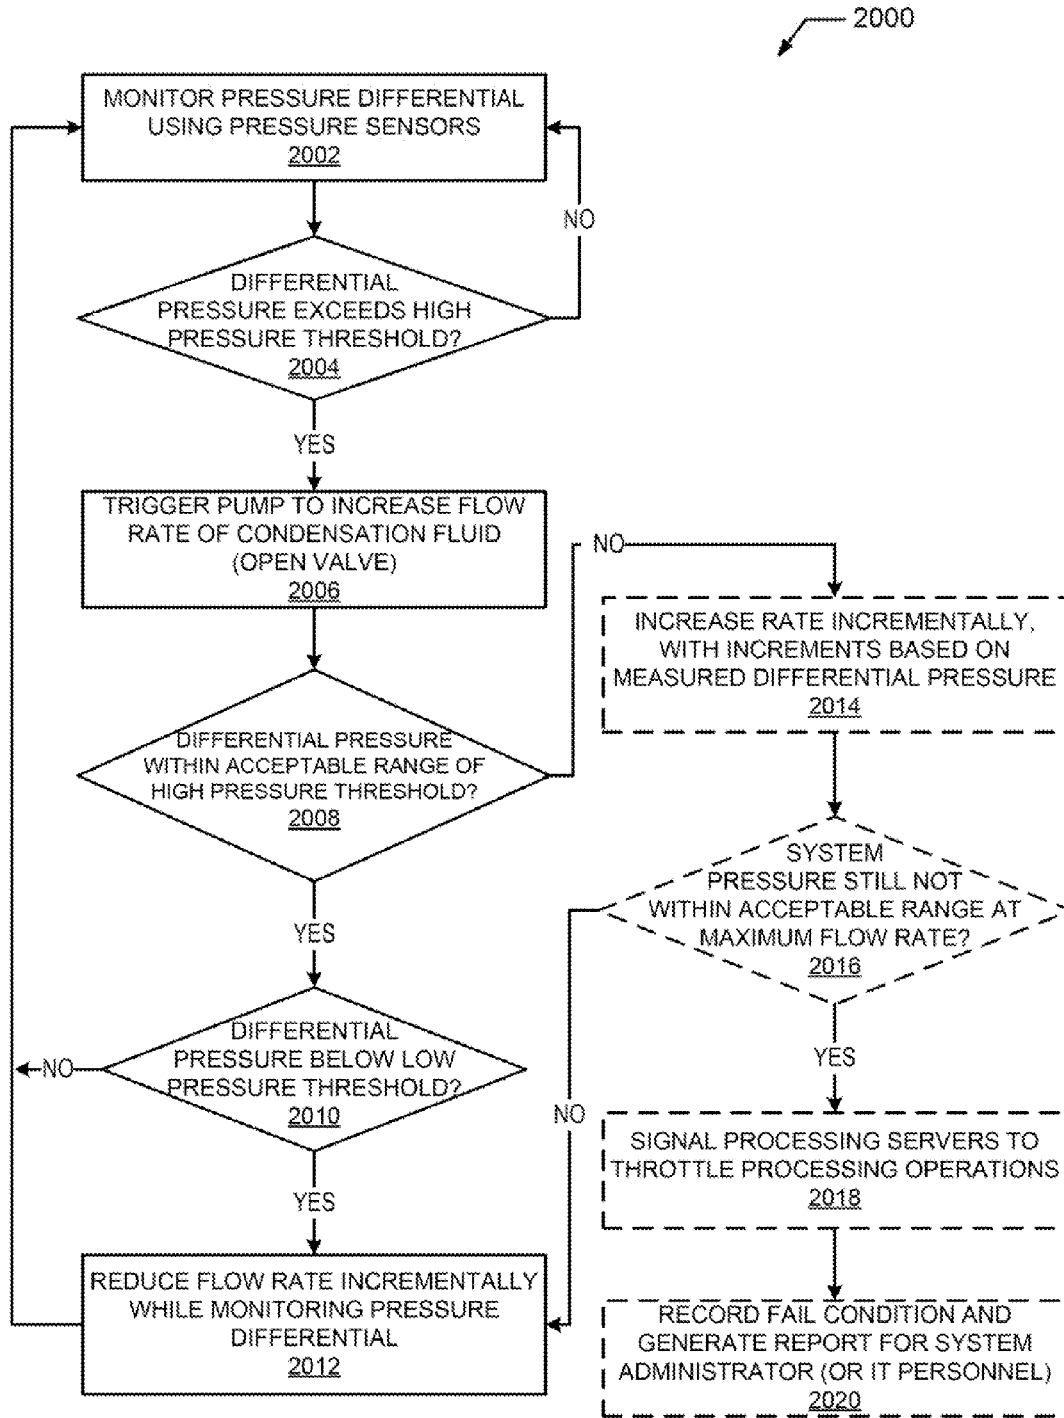 2000
MONITOR PRESSURE DIFFERENTIAL
USING PRESSURE SENSORS
2002
NO
DIFFERENTIAL
PRESSURE EXCEEDS HIGH
PRESSURE THRESHOLD?
2004
YES
TRIGGER PUMP TO INCREASE FLOW
RATE OF CONDENSATION FLUID
(OPEN VALVE)
2006
NO
DIFFERENTIAL PRESSURE
WITHIN ACCEPTABLE RANGE OF
HIGH PRESSURE THRESHOLD?
2008
YES
DIFFERENTIAL
PRESSURE BELOW LOW
PRESSURE THRESHOLD?
2010
NO
YES
REDUCE FLOW RATE INCREMENTALLY
WHILE MONITORING PRESSURE
DIFFERENTIAL
2012
INCREASE RATE INCREMENTALLY,
WITH INCREMENTS BASED ON
MEASURED DIFFERENTIAL PRESSURE
2014
SYSTEM
PRESSURE STILL NOT
WITHIN ACCEPTABLE RANGE AT
MAXIMUM FLOW RATE?
2016
NO
YES
SIGNAL PROCESSING SERVERS TO
THROTTLE PROCESSING OPERATIONS
2018
RECORD FAIL CONDITION AND
GENERATE REPORT FOR SYSTEM
ADMINISTRATOR (OR IT PERSONNEL)
2020